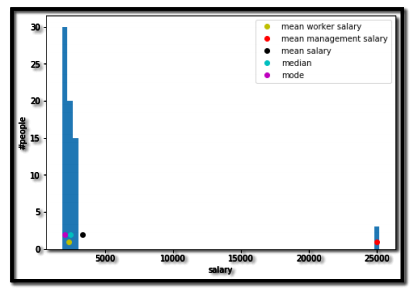 30
25
20
15
10
5
0
#people
mean worker salary
mean management salary
mean salary
median
mode
5000 10000 15000 20000 25000
salary